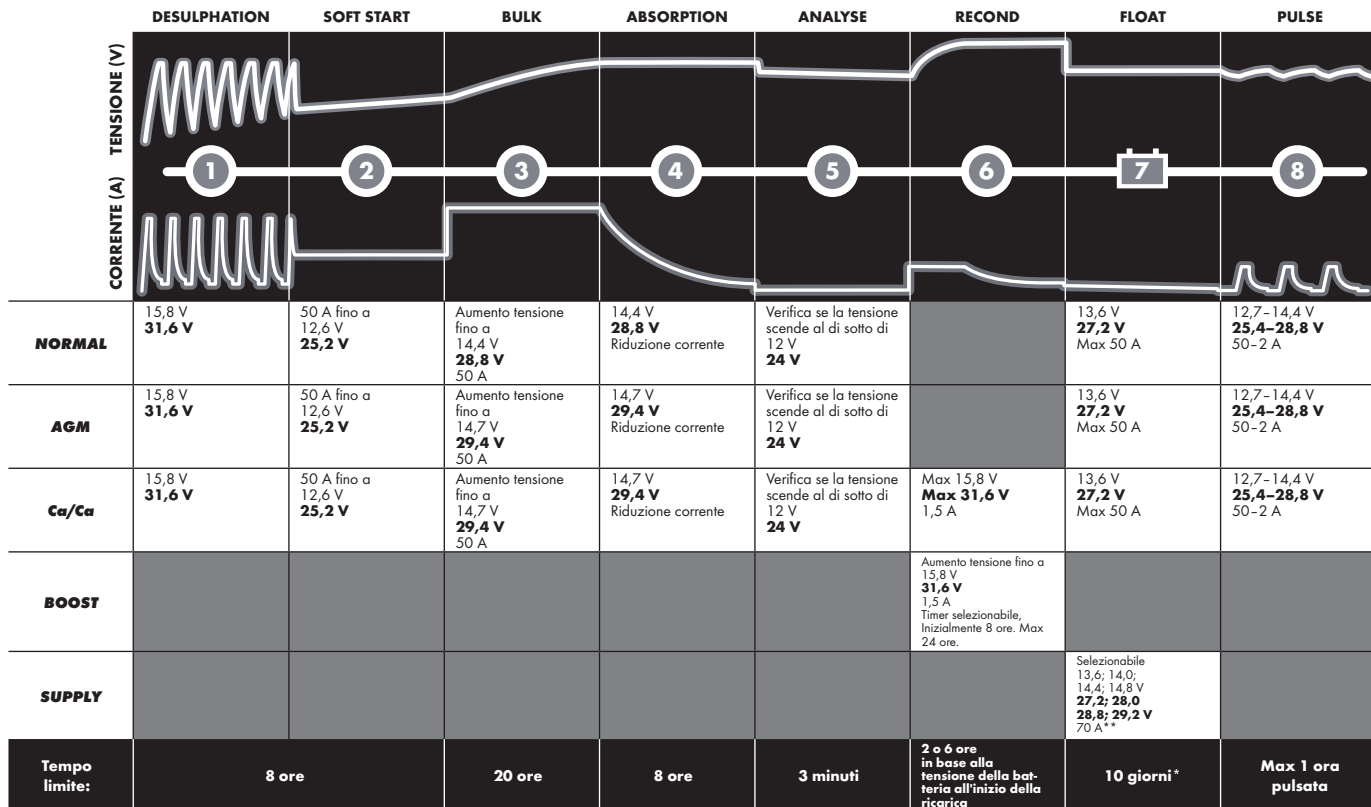 DESULPHATION SOFT START BULK ABSORPTION ANALYSE RECOND FLOAT PULSE
TENSIONE (V)
CORRENTE (A)
1 2 3 4 5 6 7 8
NORMAL
15,8 V
31,6 V
50 A fino a
12,6 V
25,2 V
Aumento tensione
fino a
14,4 V
28,8 V
50 A
14,4 V
28,8 V
Riduzione corrente
Verifica se la tensione
scende al di sotto di
12 V
24 V
13,6 V
27,2 V
Max 50 A
12,7–14,4 V
25,4–28,8 V
50–2 A
AGM
15,8 V
31,6 V
50 A fino a
12,6 V
25,2 V
Aumento tensione
fino a
14,7 V
29,4 V
50 A
14,7 V
29,4 V
Riduzione corrente
Verifica se la tensione
scende al di sotto di
12 V
24 V
13,6 V
27,2 V
Max 50 A
12,7–14,4 V
25,4–28,8 V
50–2 A
Ca/Ca
15,8 V
31,6 V
50 A fino a
12,6 V
25,2 V
Aumento tensione
fino a
14,7 V
29,4 V
50 A
14,7 V
29,4 V
Riduzione corrente
Verifica se la tensione
scende al di sotto di
12 V
24 V
Max 15,8 V
Max 31,6 V
1,5 A
13,6 V
27,2 V
Max 50 A
12,7–14,4 V
25,4–28,8 V
50–2 A
BOOST
Aumento tensione fino a
15,8 V
31,6 V
1,5 A
Timer selezionabile,
Inizialmente 8 ore. Max
24 ore.
SUPPLY
Selezionabile
13,6; 14,0;
14,4; 14,8 V
27,2; 28,0
28,8; 29,2 V
70 A**
Tempo
limite:
8 ore
20 ore
8 ore
3 minuti
2 o 6 ore
in base alla
tensione della bat-
teria all'inizio della
ricarica
10 giorni*
Max 1 ora
pulsata